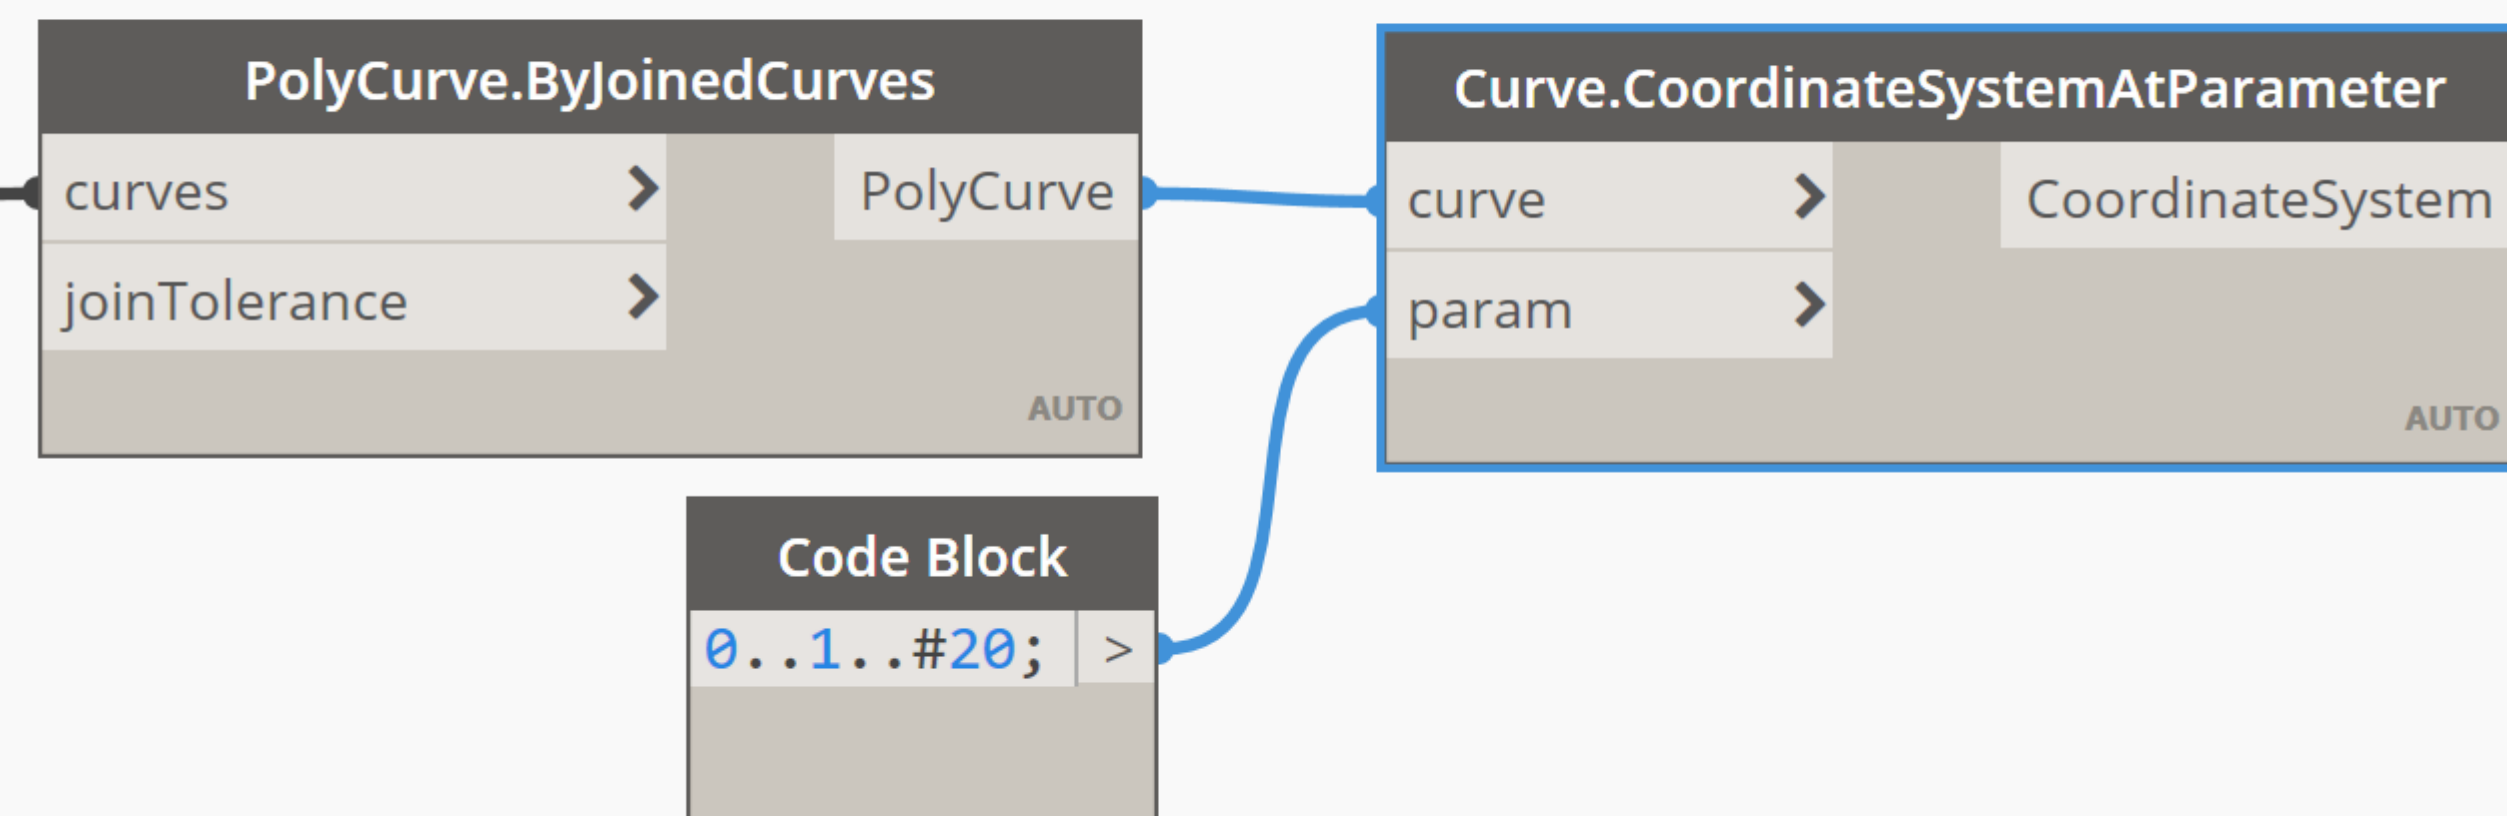 PolyCurve.ByJoinedCurves
curves > PolyCurve
joinTolerance >
AUTO
Curve.CoordinateSystemAtParameter
curve > CoordinateSystem
param >
AUTO
Code Block
0..1..#20; >